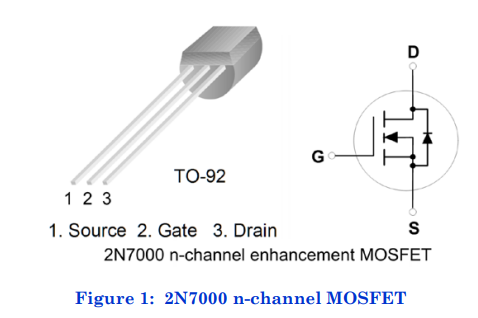 D
G
S
TO-92
1 2 3
1. Source 2. Gate 3. Drain
2N7000 n-channel enhancement MOSFET
Figure 1: 2N7000 n-channel MOSFET